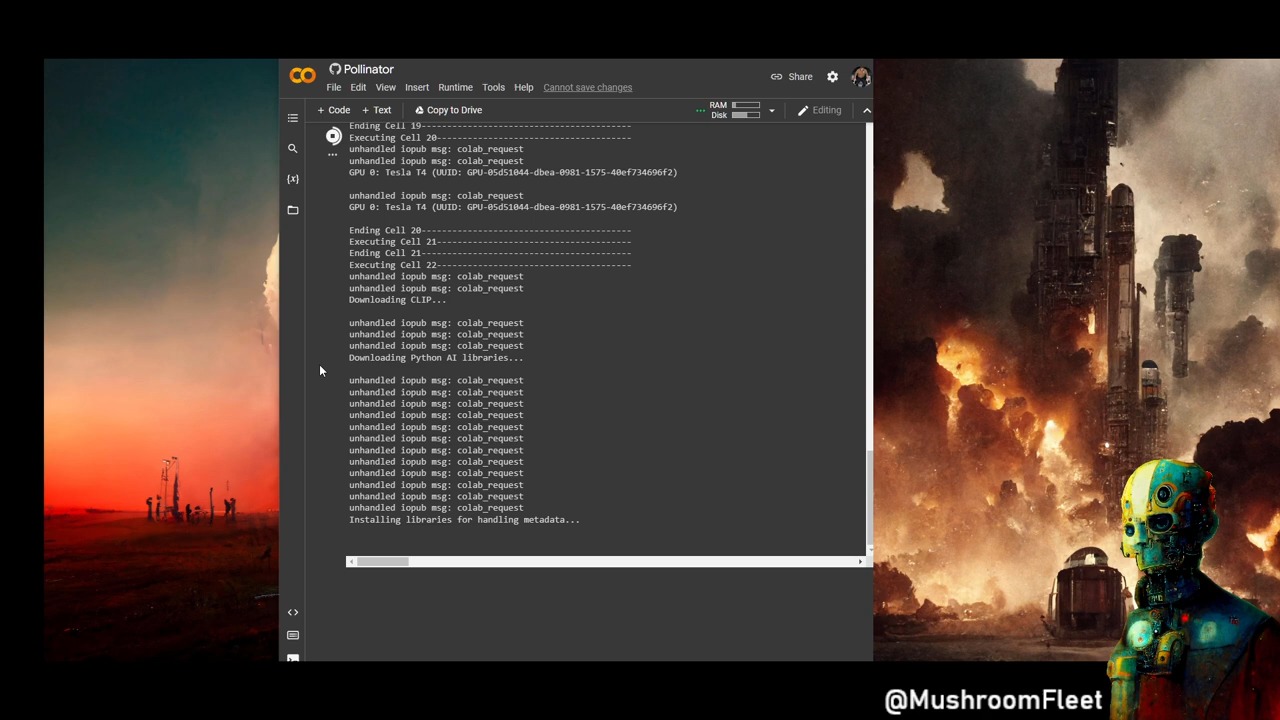 Pollinator
Share
File Edit View Insert Runtime Tools Help Cannot save changes
+ Code + Text Copy to Drive
RAM
Disk
Editing
Ending Cell 19-----------------------------------------
Executing Cell 20--------------------------------------
unhandled iopub msg: colab_request
unhandled iopub msg: colab_request
GPU 0: Tesla T4 (UUID: GPU-05d51044-dbea-0981-1575-40ef734696f2)
unhandled iopub msg: colab_request
GPU 0: Tesla T4 (UUID: GPU-05d51044-dbea-0981-1575-40ef734696f2)
Ending Cell 20-----------------------------------------
Executing Cell 21--------------------------------------
Ending Cell 21-----------------------------------------
Executing Cell 22--------------------------------------
unhandled iopub msg: colab_request
unhandled iopub msg: colab_request
Downloading CLIP...
unhandled iopub msg: colab_request
unhandled iopub msg: colab_request
unhandled iopub msg: colab_request
Downloading Python AI libraries...
unhandled iopub msg: colab_request
unhandled iopub msg: colab_request
unhandled iopub msg: colab_request
unhandled iopub msg: colab_request
unhandled iopub msg: colab_request
unhandled iopub msg: colab_request
unhandled iopub msg: colab_request
unhandled iopub msg: colab_request
unhandled iopub msg: colab_request
unhandled iopub msg: colab_request
unhandled iopub msg: colab_request
unhandled iopub msg: colab_request
Installing libraries for handling metadata...
@MushroomFleet